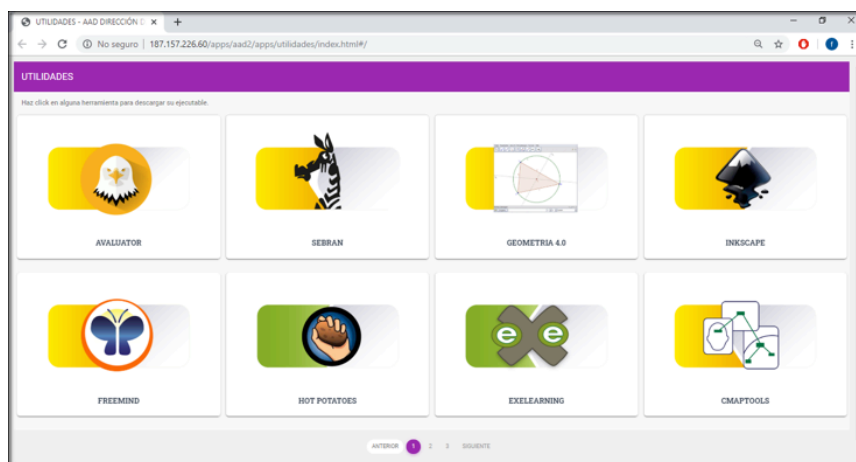 UTILIDADES - AAD DIRECCIÓN D
No seguro | 187.157.226.60/apps/aad2/apps/utilidades/index.html#/
UTILIDADES
Haz click en alguna herramienta para descargar su ejecutable.
AVALUATOR
SEBRAN
GEOMETRIA 4.0
INKSCAPE
FREEMIND
HOT POTATOES
e e
EXELEARNING
CMAPTOOLS
ANTERIOR 1 2 3 SIGUIENTE